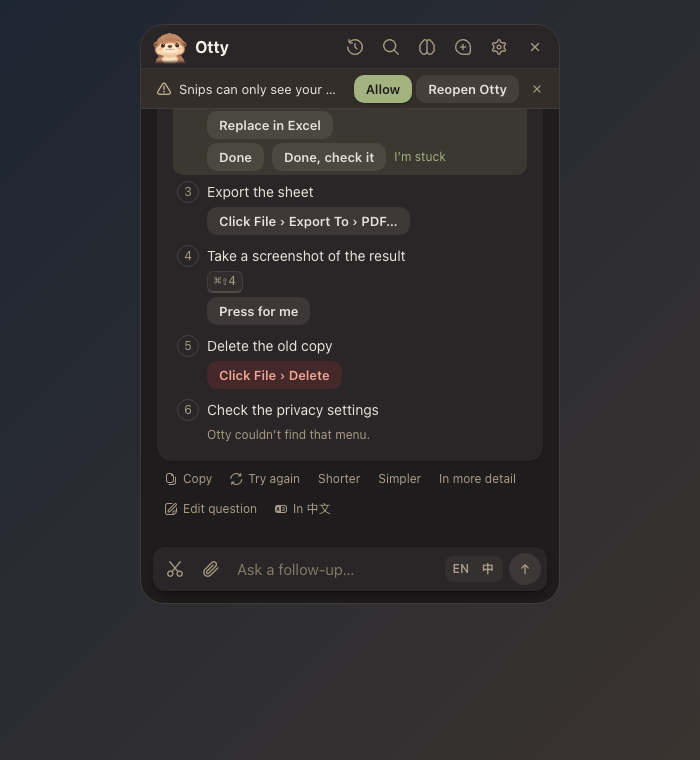 Otty
Snips can only see your ... Allow Reopen Otty
Replace in Excel
Done Done, check it I'm stuck
3 Export the sheet
Click File › Export To › PDF...
4 Take a screenshot of the result
⌘⇧4
Press for me
5 Delete the old copy
Click File › Delete
6 Check the privacy settings
Otty couldn't find that menu.
Copy Try again Shorter Simpler In more detail
Edit question In 中文
Ask a follow-up... EN 中